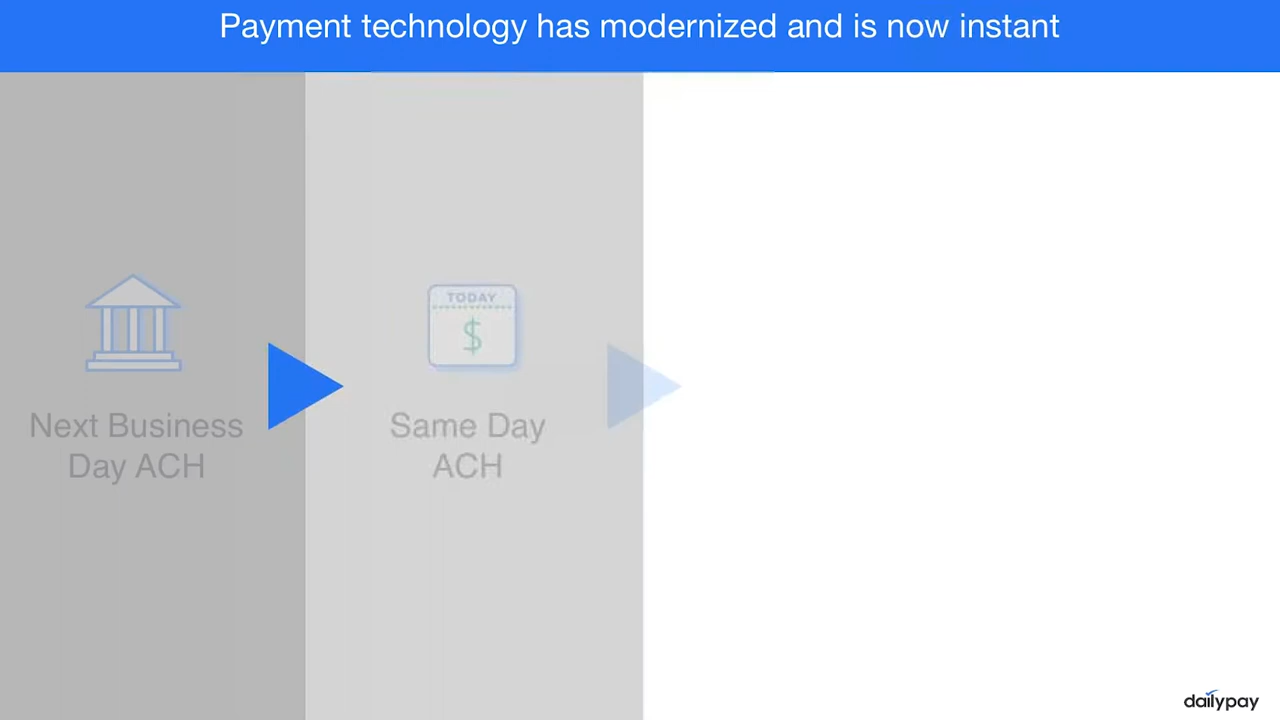 Payment technology has modernized and is now instant
TODAY
$
Next Business
Day ACH
Same Day
ACH
dailypay